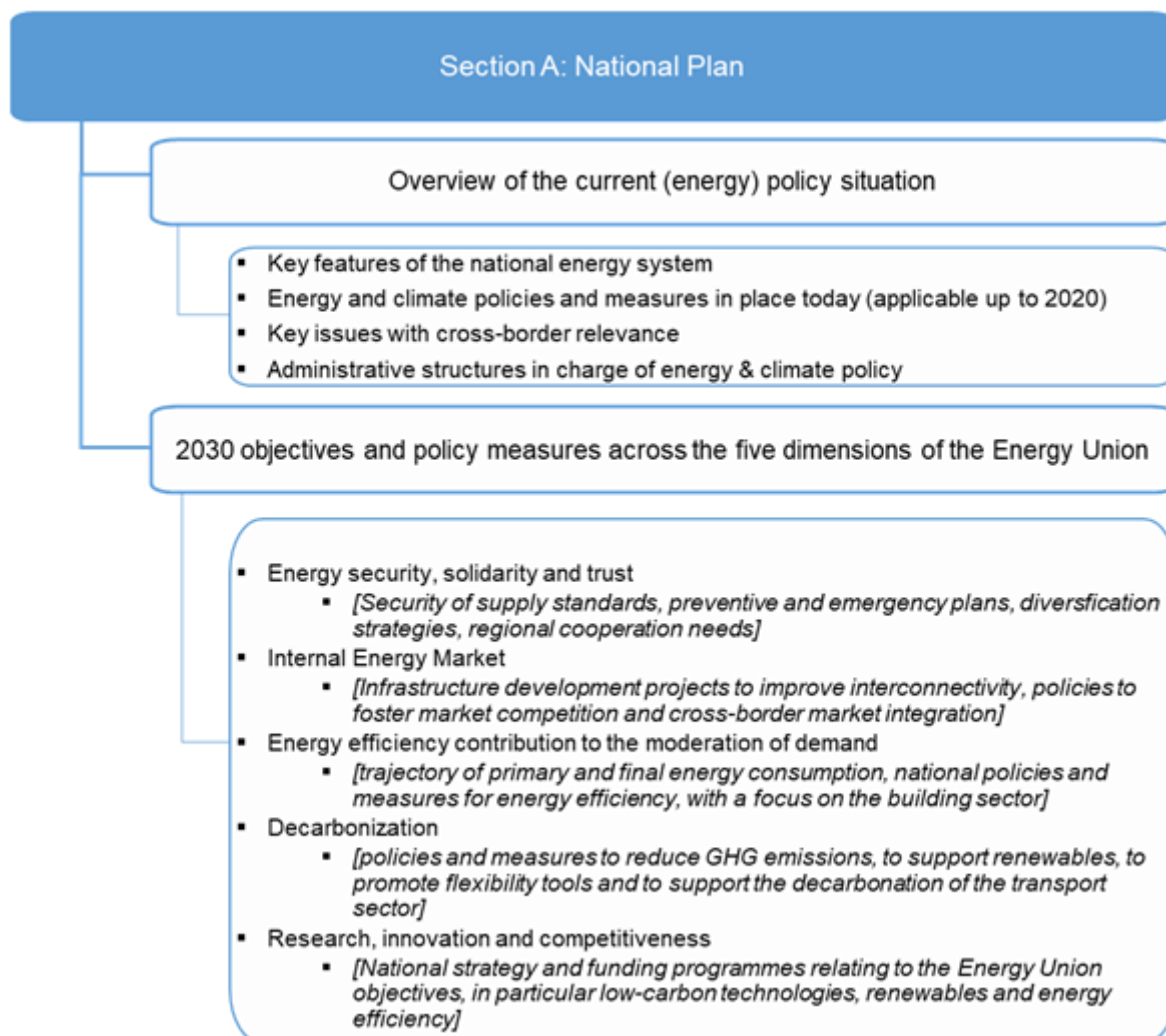 Section A: National Plan
Overview of the current (energy) policy situation
▪ Key features of the national energy system
▪ Energy and climate policies and measures in place today (applicable up to 2020)
▪ Key issues with cross-border relevance
▪ Administrative structures in charge of energy & climate policy
2030 objectives and policy measures across the five dimensions of the Energy Union
▪ Energy security, solidarity and trust
▪ [Security of supply standards, preventive and emergency plans, diversfication
strategies, regional cooperation needs]
▪ Internal Energy Market
▪ [Infrastructure development projects to improve interconnectivity, policies to
foster market competition and cross-border market integration]
▪ Energy efficiency contribution to the moderation of demand
▪ [trajectory of primary and final energy consumption, national policies and
measures for energy efficiency, with a focus on the building sector]
▪ Decarbonization
▪ [policies and measures to reduce GHG emissions, to support renewables, to
promote flexibility tools and to support the decarbonation of the transport
sector]
▪ Research, innovation and competitiveness
▪ [National strategy and funding programmes relating to the Energy Union
objectives, in particular low-carbon technologies, renewables and energy
efficiency]